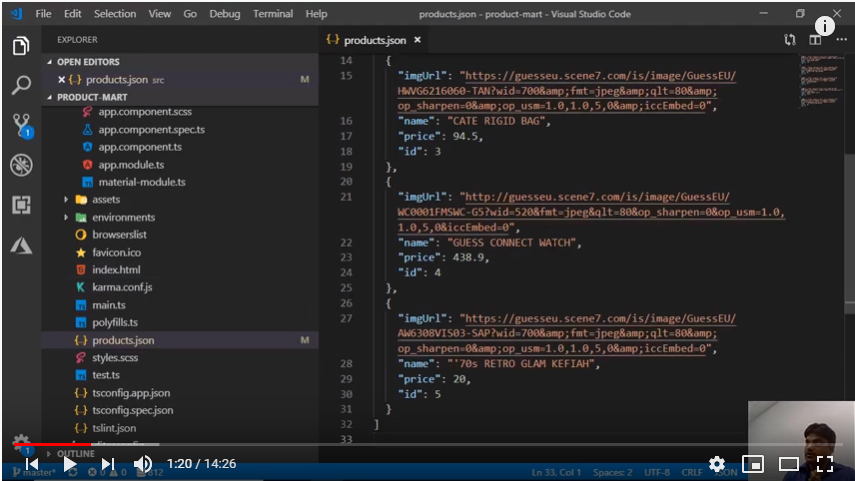 File Edit Selection View Go Debug Terminal Help products.json - product-mart - Visual Studio Code
EXPLORER
OPEN EDITORS
products.json src M
PRODUCT-MART
app.component.scss
app.component.spec.ts
app.component.ts
app.module.ts
material-module.ts
assets
environments
browserslist
favicon.ico
index.html
karma.conf.js
main.ts
polyfills.ts
products.json M
styles.scss
test.ts
tsconfig.app.json
tsconfig.spec.json
tslint.json
OUTLINE
products.json
14 {
15 "imgUrl": "https://guesseu.scene7.com/is/image/GuessEU/
HWVG6216060-TAN?wid=700&amp;fmt=jpeg&amp;qlt=80&amp;
op_sharpen=0&amp;op_usm=1.0,1.0,5,0&amp;iccEmbed=0",
16 "name": "CATE RIGID BAG",
17 "price": 94.5,
18 "id": 3
19 },
20 {
21 "imgUrl": "http://guesseu.scene7.com/is/image/GuessEU/
WC0001FMSWC-G5?wid=520&fmt=jpeg&qlt=80&op_sharpen=0&op_usm=1.0,
1.0,5,0&iccEmbed=0",
22 "name": "GUESS CONNECT WATCH",
23 "price": 438.9,
24 "id": 4
25 },
26 {
27 "imgUrl": "https://guesseu.scene7.com/is/image/GuessEU/
AW6308VIS03-SAP?wid=700&amp;fmt=jpeg&amp;qlt=80&amp;
op_sharpen=0&amp;op_usm=1.0,1.0,5,0&amp;iccEmbed=0",
28 "name": "'70s RETRO GLAM KEFIAH",
29 "price": 20,
30 "id": 5
31 }
32 ]
33
1
1
1:20 / 14:26
master* 0 0 Ln 33, Col 1 Spaces: 2 UTF-8 CRLF JSON